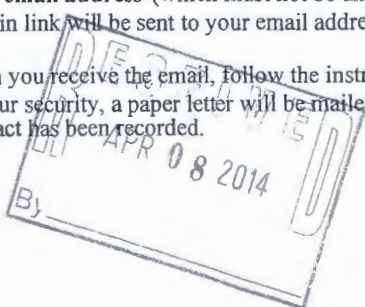 email address (which must not be
in link will be sent to your email addre
n you receive the email, follow the instr
ur security, a paper letter will be maile
act has been recorded.
APR 08 2014
By